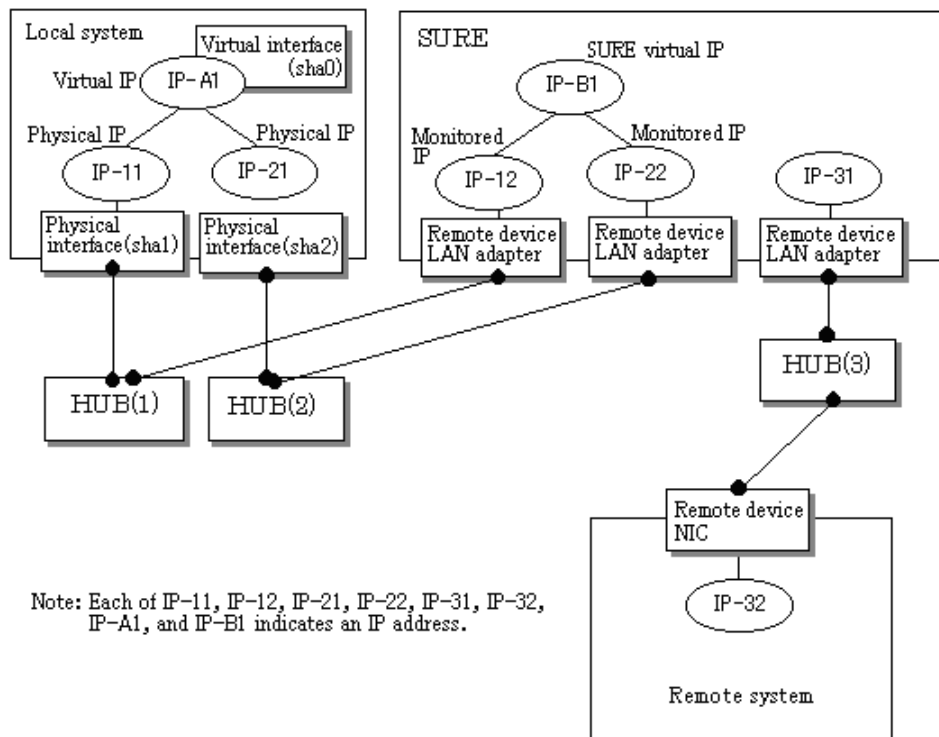 Local system
Virtual interface
(sha0)
Virtual IP
IP-A1
Physical IP
Physical IP
IP-11
IP-21
Physical
interface(sha1)
Physical
interface(sha2)
SURE
SURE virtual IP
IP-B1
Monitored
IP
Monitored IP
IP-12
IP-22
IP-31
Remote device
LAN adapter
Remote device
LAN adapter
Remote device
LAN adapter
HUB(1)
HUB(2)
HUB(3)
Remote device
NIC
IP-32
Remote system
Note: Each of IP-11, IP-12, IP-21, IP-22, IP-31, IP-32,
IP-A1, and IP-B1 indicates an IP address.